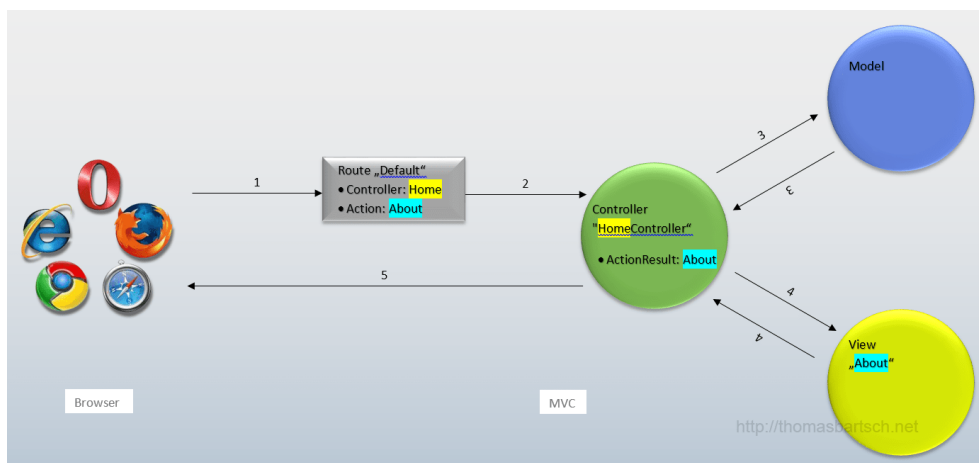 Model
3
Route „Default“
• Controller: Home
• Action: About
1
2
3
Controller
"HomeController“
• ActionResult: About
5
4
4
View
„About“
Browser
MVC
http://thomasbartsch.net